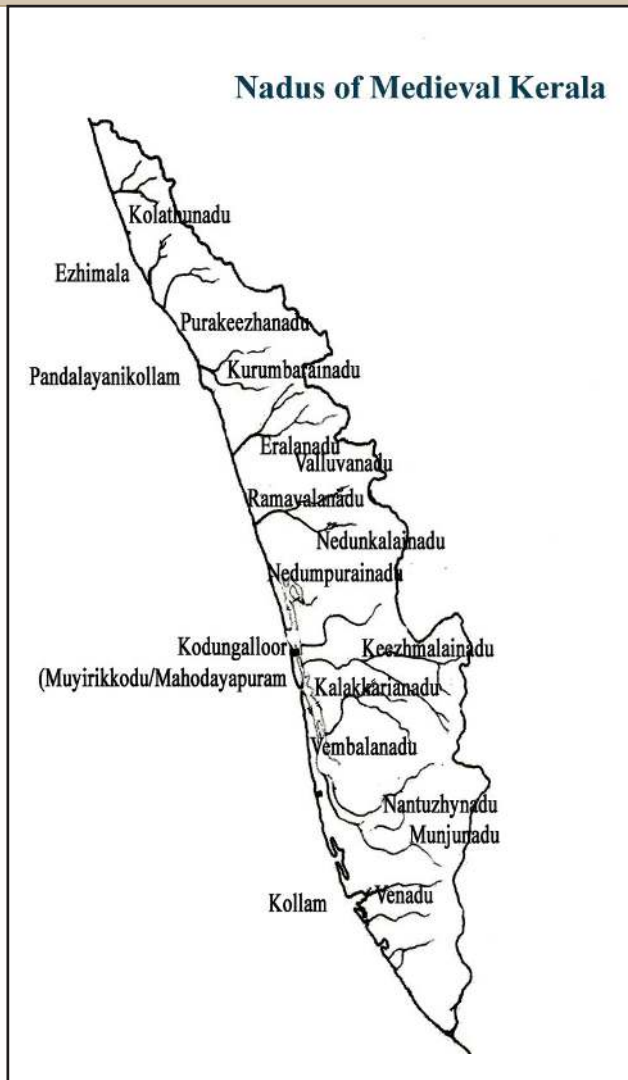 Nadus of Medieval Kerala
Kolathunadu
Ezhimala
Purakeezhanadu
Pandalayanikollam
Kurumbarainadu
Eralanadu
Valluvanadu
Ramavalanadu
Nedunkalainadu
Nedumpurainadu
Kodungalloor
Keezhmalainadu
(Muyirikkodu/Mahodayapuram
Kalakkarianadu
Vembalanadu
Nantuzhynadu
Munjunadu
Kollam
Venadu